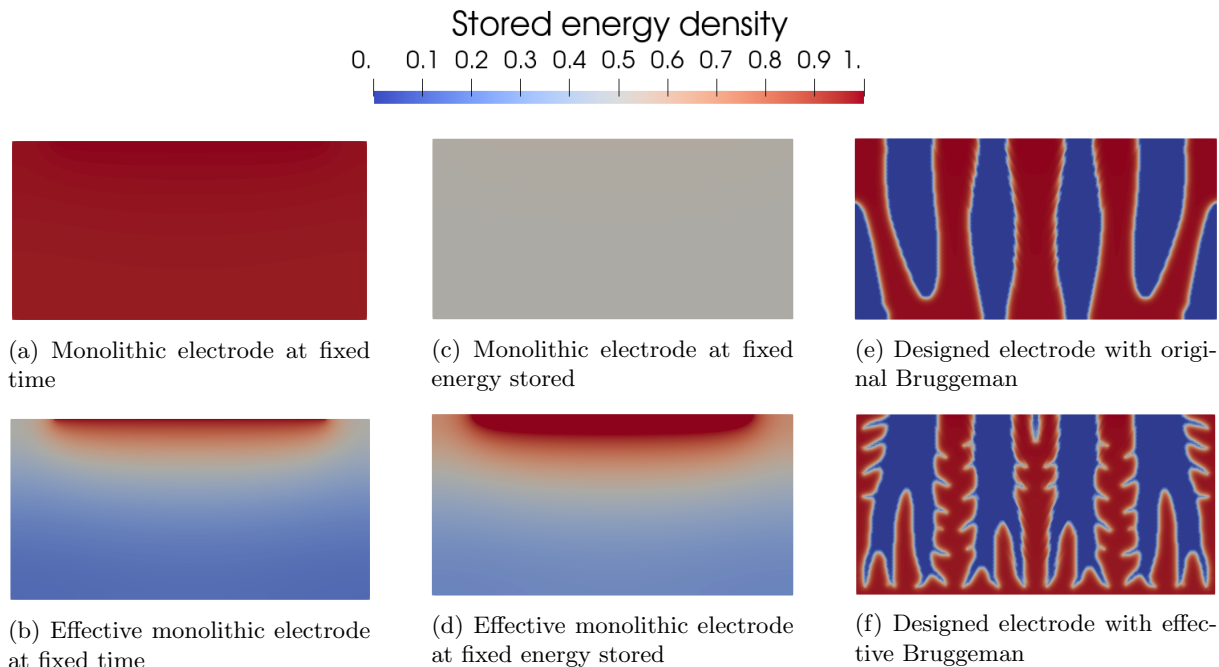 Stored energy density
0. 0.1 0.2 0.3 0.4 0.5 0.6 0.7 0.8 0.9 1.
(a) Monolithic electrode at fixed
time
(c) Monolithic electrode at fixed
energy stored
(e) Designed electrode with origi-
nal Bruggeman
(b) Effective monolithic electrode
at fixed time
(d) Effective monolithic electrode
at fixed energy stored
(f) Designed electrode with effec-
tive Bruggeman